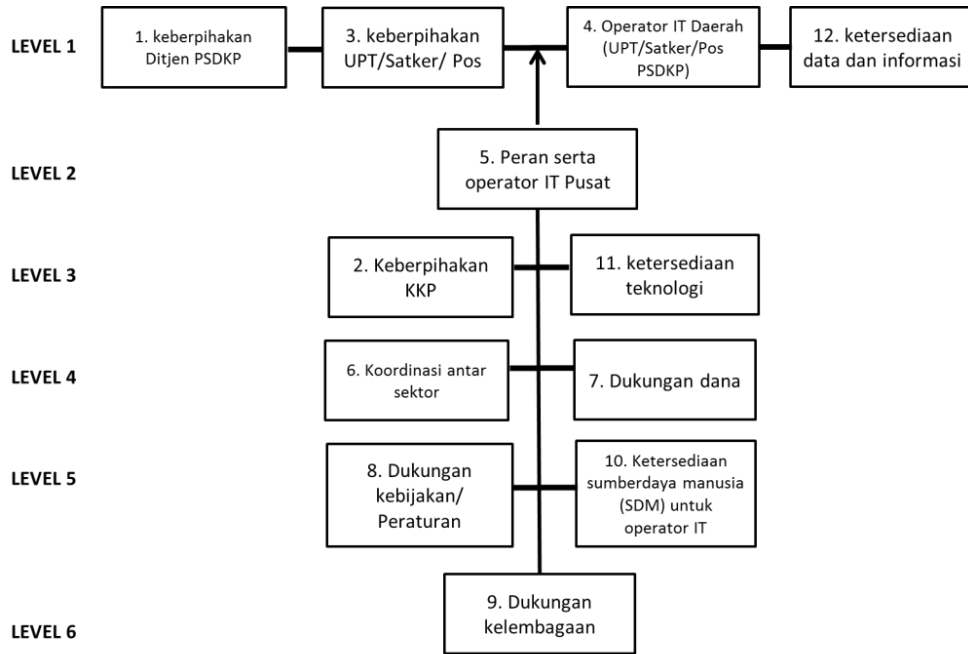 LEVEL 1
1. keberpihakan
Ditjen PSDKP
3. keberpihakan
UPT/Satker/ Pos
4. Operator IT Daerah
(UPT/Satker/Pos
PSDKP)
12. ketersediaan
data dan informasi
LEVEL 2
5. Peran serta
operator IT Pusat
LEVEL 3
2. Keberpihakan
KKP
11. ketersediaan
teknologi
LEVEL 4
6. Koordinasi antar
sektor
7. Dukungan dana
LEVEL 5
8. Dukungan
kebijakan/
Peraturan
10. Ketersediaan
sumberdaya manusia
(SDM) untuk
operator IT
LEVEL 6
9. Dukungan
kelembagaan